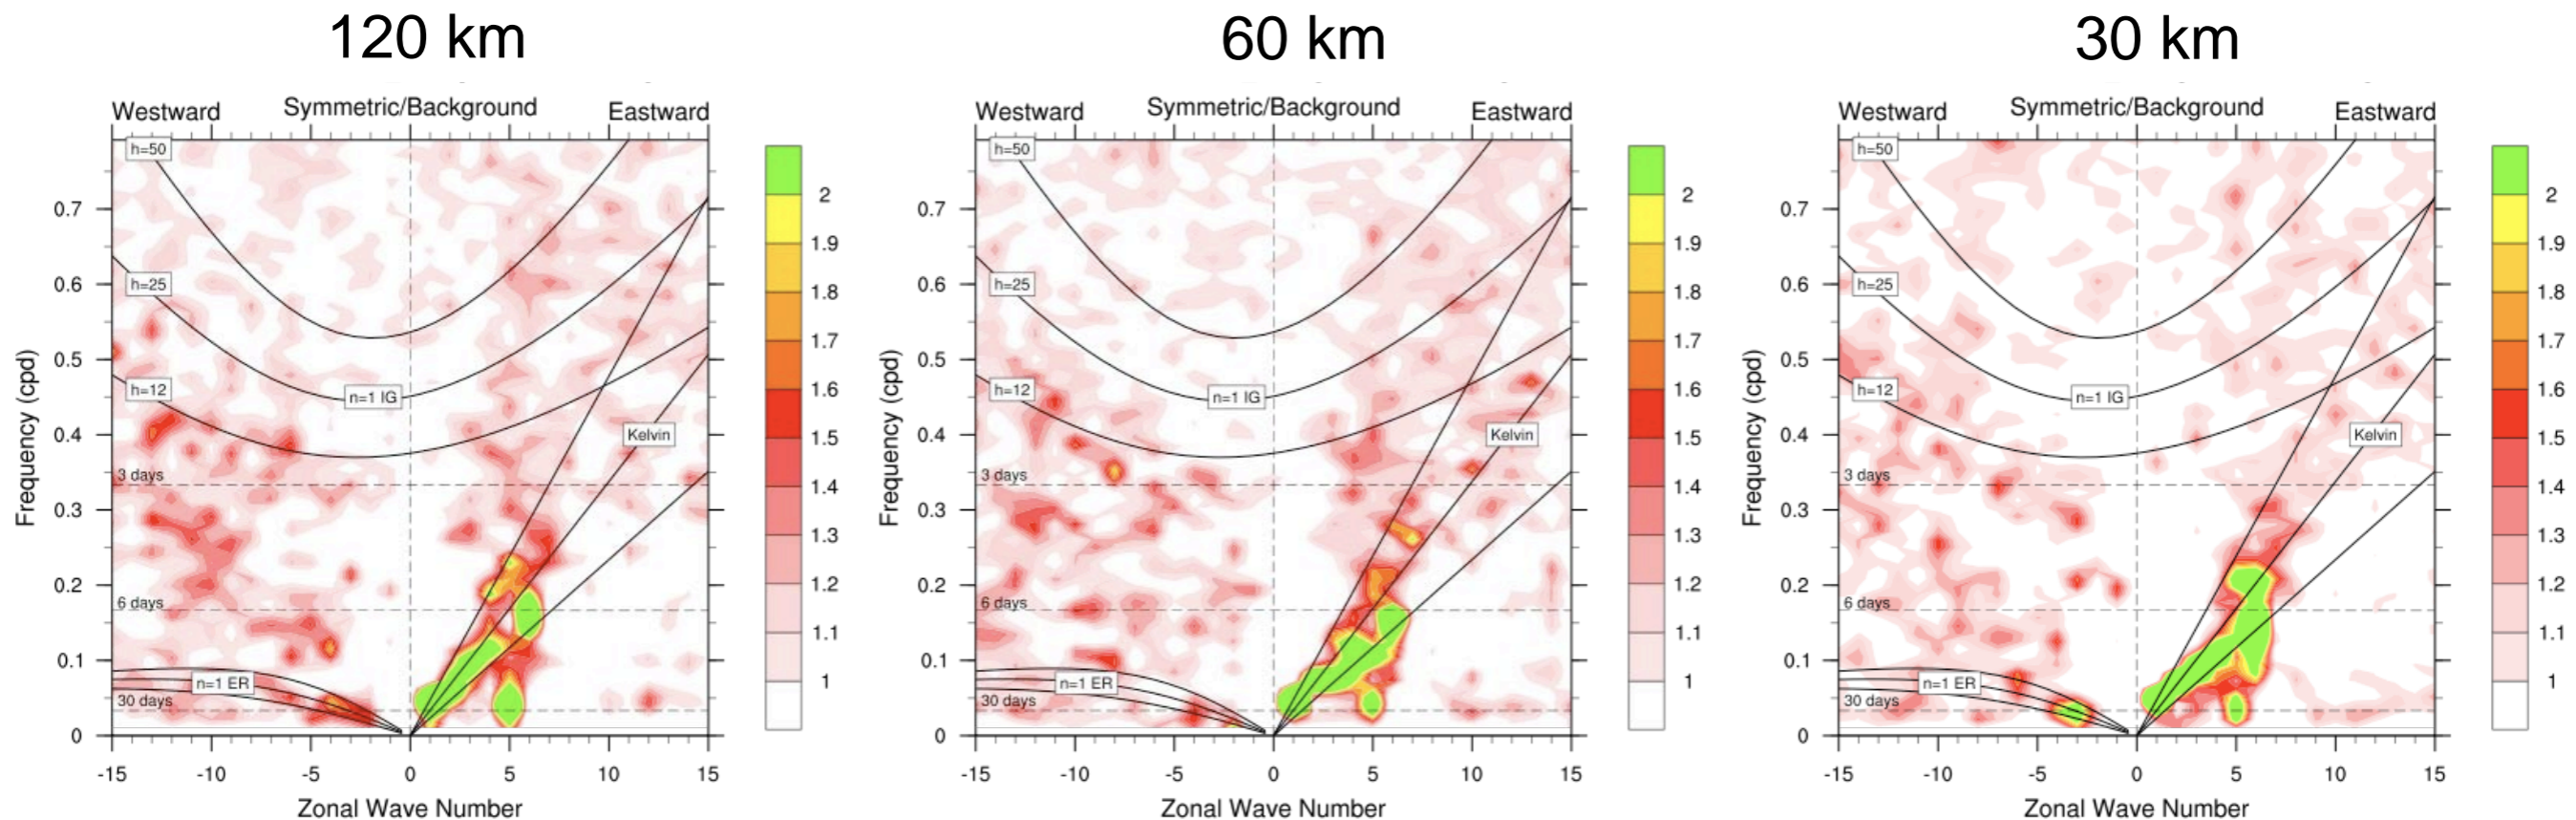 120 km
60 km
30 km
Westward Symmetric/Background Eastward
h=50
h=25
h=12
n=1 IG
Kelvin
3 days
6 days
n=1 ER
30 days
0.7
0.6
0.5
0.4
0.3
0.2
0.1
0
-15 -10 -5 0 5 10 15
Frequency (cpd)
Zonal Wave Number
2
1.9
1.8
1.7
1.6
1.5
1.4
1.3
1.2
1.1
1
Westward Symmetric/Background Eastward
h=50
h=25
h=12
n=1 IG
Kelvin
3 days
6 days
n=1 ER
30 days
0.7
0.6
0.5
0.4
0.3
0.2
0.1
0
-15 -10 -5 0 5 10 15
Frequency (cpd)
Zonal Wave Number
2
1.9
1.8
1.7
1.6
1.5
1.4
1.3
1.2
1.1
1
Westward Symmetric/Background Eastward
h=50
h=25
h=12
n=1 IG
Kelvin
3 days
6 days
n=1 ER
30 days
0.7
0.6
0.5
0.4
0.3
0.2
0.1
0
-15 -10 -5 0 5 10 15
Frequency (cpd)
Zonal Wave Number
2
1.9
1.8
1.7
1.6
1.5
1.4
1.3
1.2
1.1
1